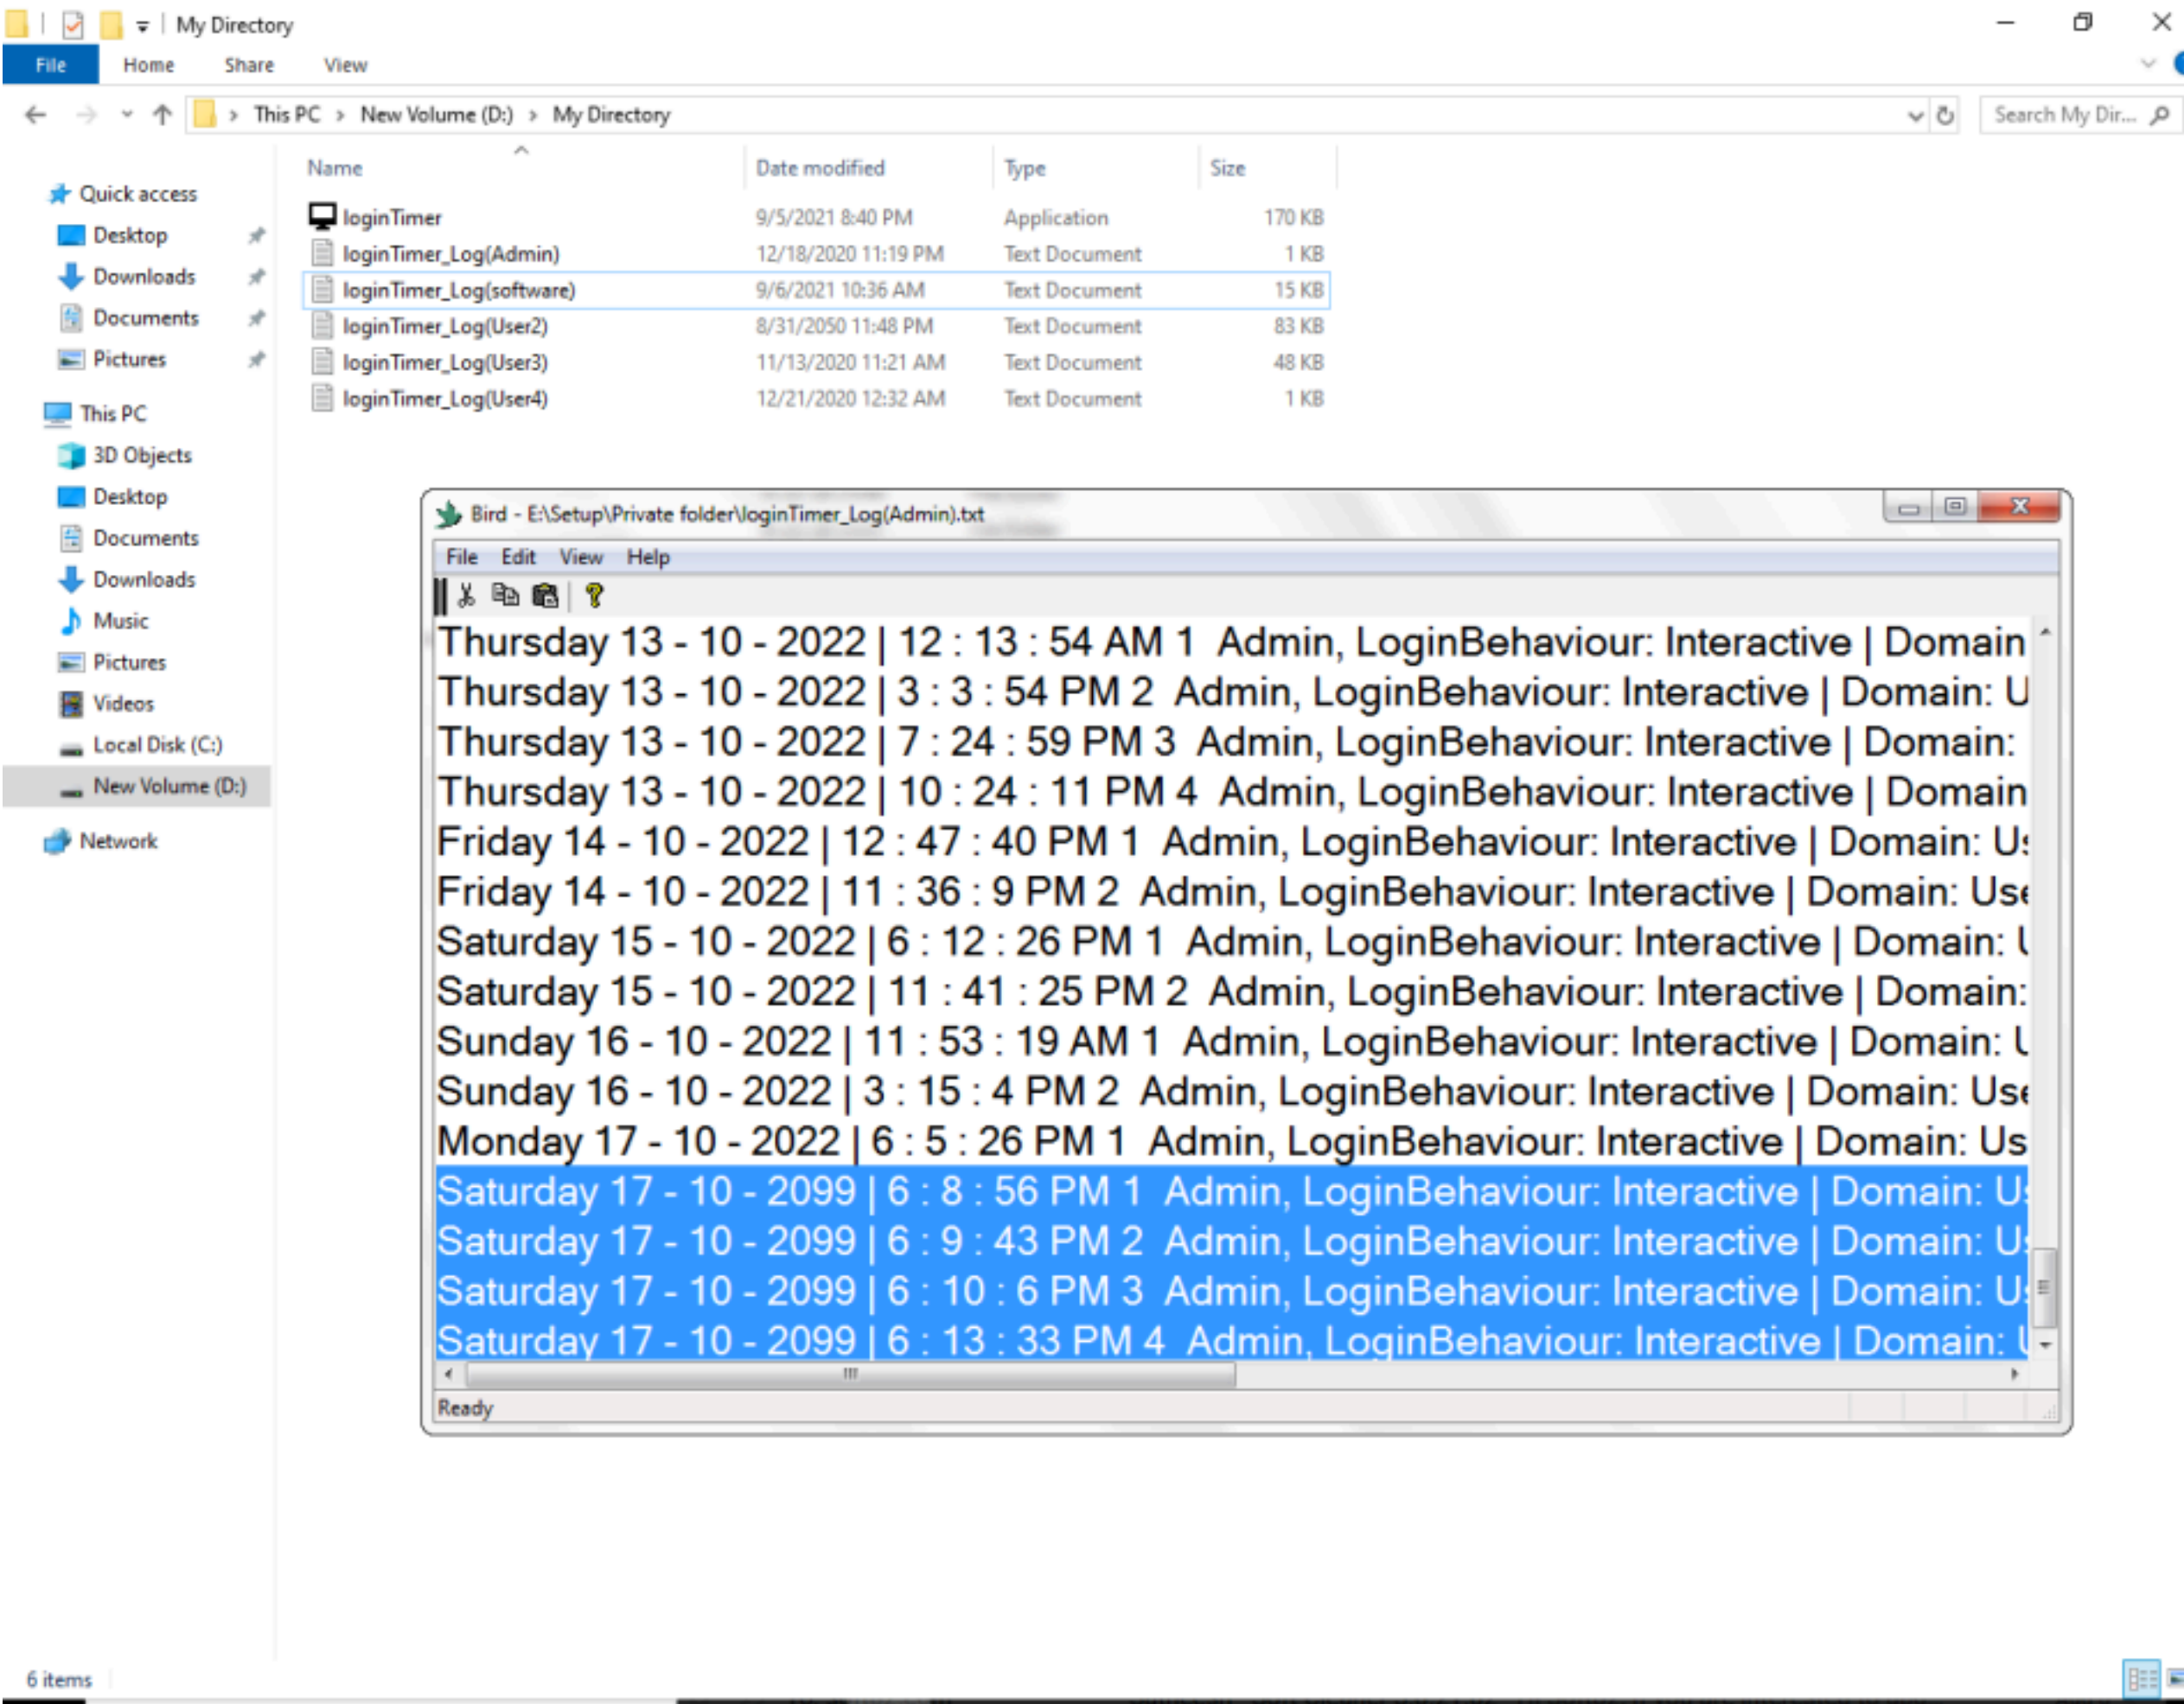 My Directory
File Home Share View
This PC > New Volume (D:) > My Directory
Search My Dir...
Name Date modified Type Size
Quick access
Desktop
Downloads
Documents
Pictures
This PC
3D Objects
Desktop
Documents
Downloads
Music
Pictures
Videos
Local Disk (C:)
New Volume (D:)
Network
loginTimer 9/5/2021 8:40 PM Application 170 KB
loginTimer_Log(Admin) 12/18/2020 11:19 PM Text Document 1 KB
loginTimer_Log(software) 9/6/2021 10:36 AM Text Document 15 KB
loginTimer_Log(User2) 8/31/2050 11:48 PM Text Document 83 KB
loginTimer_Log(User3) 11/13/2020 11:21 AM Text Document 48 KB
loginTimer_Log(User4) 12/21/2020 12:32 AM Text Document 1 KB
Bird - E:\Setup\Private folder\loginTimer_Log(Admin).txt
File Edit View Help
Thursday 13 - 10 - 2022 | 12 : 13 : 54 AM 1 Admin, LoginBehaviour: Interactive | Domain
Thursday 13 - 10 - 2022 | 3 : 3 : 54 PM 2 Admin, LoginBehaviour: Interactive | Domain: U
Thursday 13 - 10 - 2022 | 7 : 24 : 59 PM 3 Admin, LoginBehaviour: Interactive | Domain:
Thursday 13 - 10 - 2022 | 10 : 24 : 11 PM 4 Admin, LoginBehaviour: Interactive | Domain
Friday 14 - 10 - 2022 | 12 : 47 : 40 PM 1 Admin, LoginBehaviour: Interactive | Domain: Us
Friday 14 - 10 - 2022 | 11 : 36 : 9 PM 2 Admin, LoginBehaviour: Interactive | Domain: Use
Saturday 15 - 10 - 2022 | 6 : 12 : 26 PM 1 Admin, LoginBehaviour: Interactive | Domain: U
Saturday 15 - 10 - 2022 | 11 : 41 : 25 PM 2 Admin, LoginBehaviour: Interactive | Domain:
Sunday 16 - 10 - 2022 | 11 : 53 : 19 AM 1 Admin, LoginBehaviour: Interactive | Domain: U
Sunday 16 - 10 - 2022 | 3 : 15 : 4 PM 2 Admin, LoginBehaviour: Interactive | Domain: Use
Monday 17 - 10 - 2022 | 6 : 5 : 26 PM 1 Admin, LoginBehaviour: Interactive | Domain: Us
Saturday 17 - 10 - 2099 | 6 : 8 : 56 PM 1 Admin, LoginBehaviour: Interactive | Domain: Us
Saturday 17 - 10 - 2099 | 6 : 9 : 43 PM 2 Admin, LoginBehaviour: Interactive | Domain: Us
Saturday 17 - 10 - 2099 | 6 : 10 : 6 PM 3 Admin, LoginBehaviour: Interactive | Domain: Us
Saturday 17 - 10 - 2099 | 6 : 13 : 33 PM 4 Admin, LoginBehaviour: Interactive | Domain: U
Ready
6 items